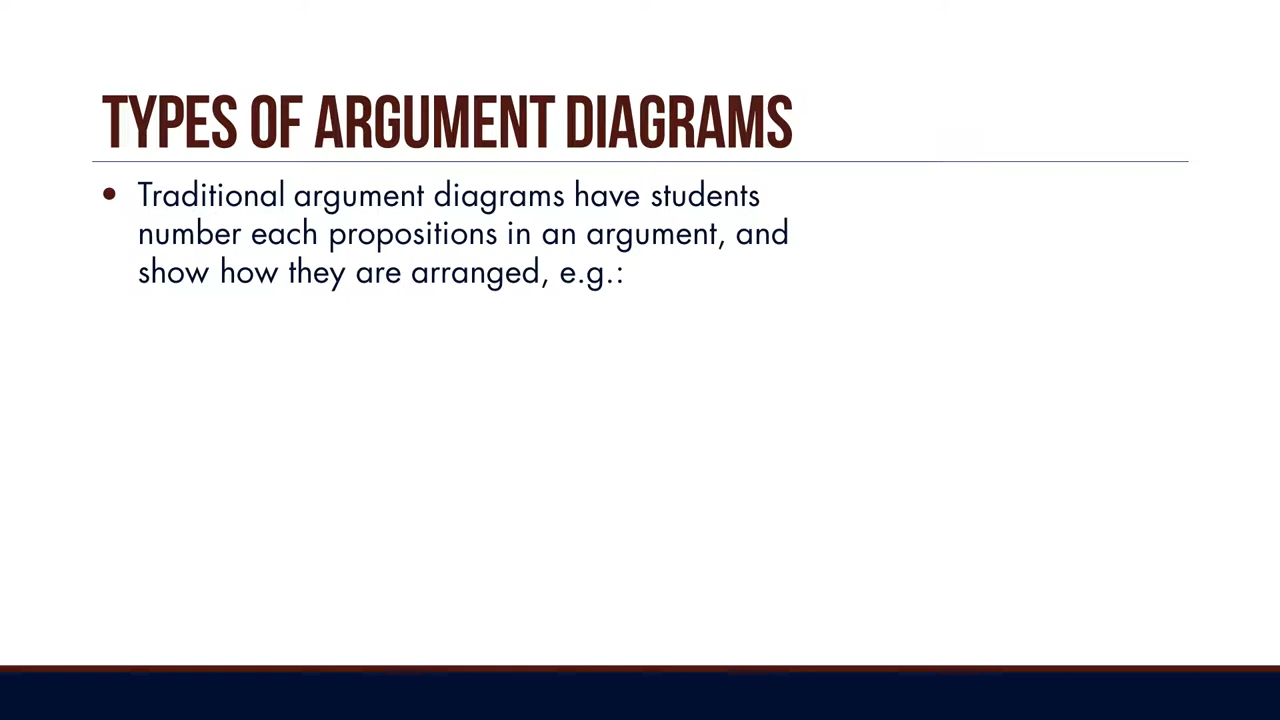 TYPES OF ARGUMENT DIAGRAMS
• Traditional argument diagrams have students
number each propositions in an argument, and
show how they are arranged, e.g.: